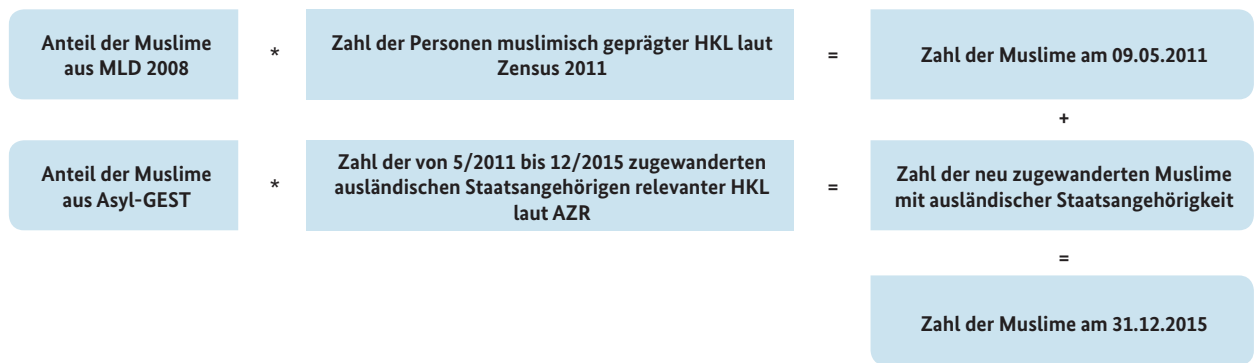 Anteil der Muslime
aus MLD 2008
*
Zahl der Personen muslimisch geprägter HKL laut
Zensus 2011
=
Zahl der Muslime am 09.05.2011
+
Anteil der Muslime
aus Asyl-GEST
*
Zahl der von 5/2011 bis 12/2015 zugewanderten
ausländischen Staatsangehörigen relevanter HKL
laut AZR
=
Zahl der neu zugewanderten Muslime
mit ausländischer Staatsangehörigkeit
=
Zahl der Muslime am 31.12.2015